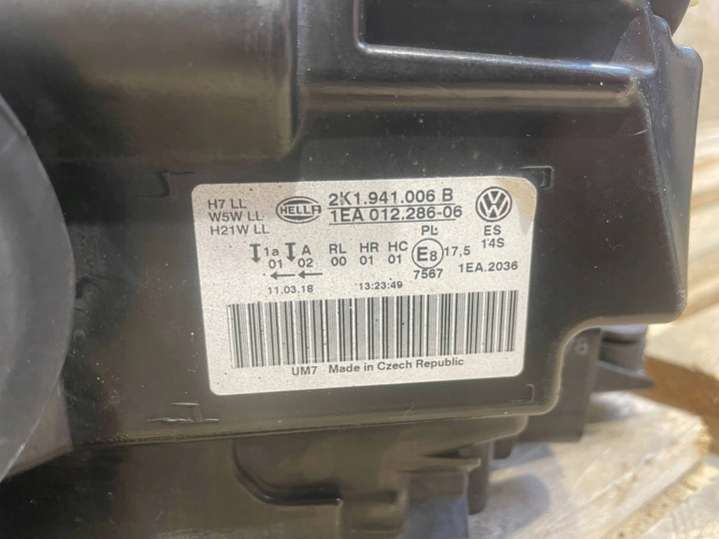 H7 LL
W5W LL
H21W LL
HELLA
2K1.941.006 B
1EA 012.286-06
PL
ES
14S
1a A RL HR HC
01 02 00 01 01
E8 17,5
7567
1EA.2036
11.03.18 13:23:49
UM7 Made in Czech Republic